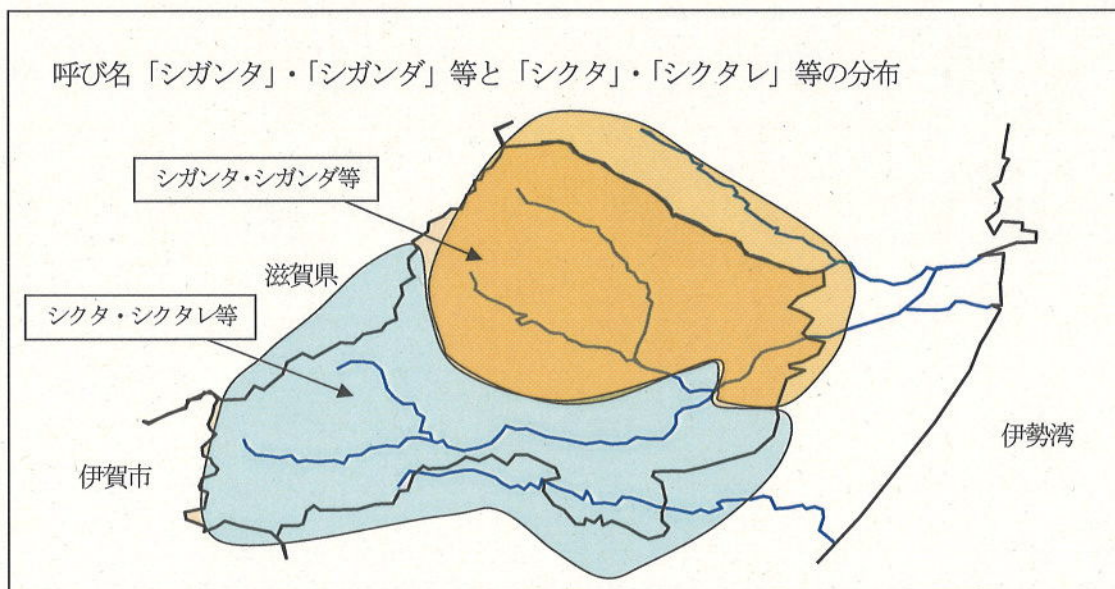 呼び名「シガンタ」・「シガンダ」等と「シクタ」・「シクタレ」等の分布
シガンタ・シガンダ等
滋賀県
シクタ・シクタレ等
伊賀市
伊勢湾